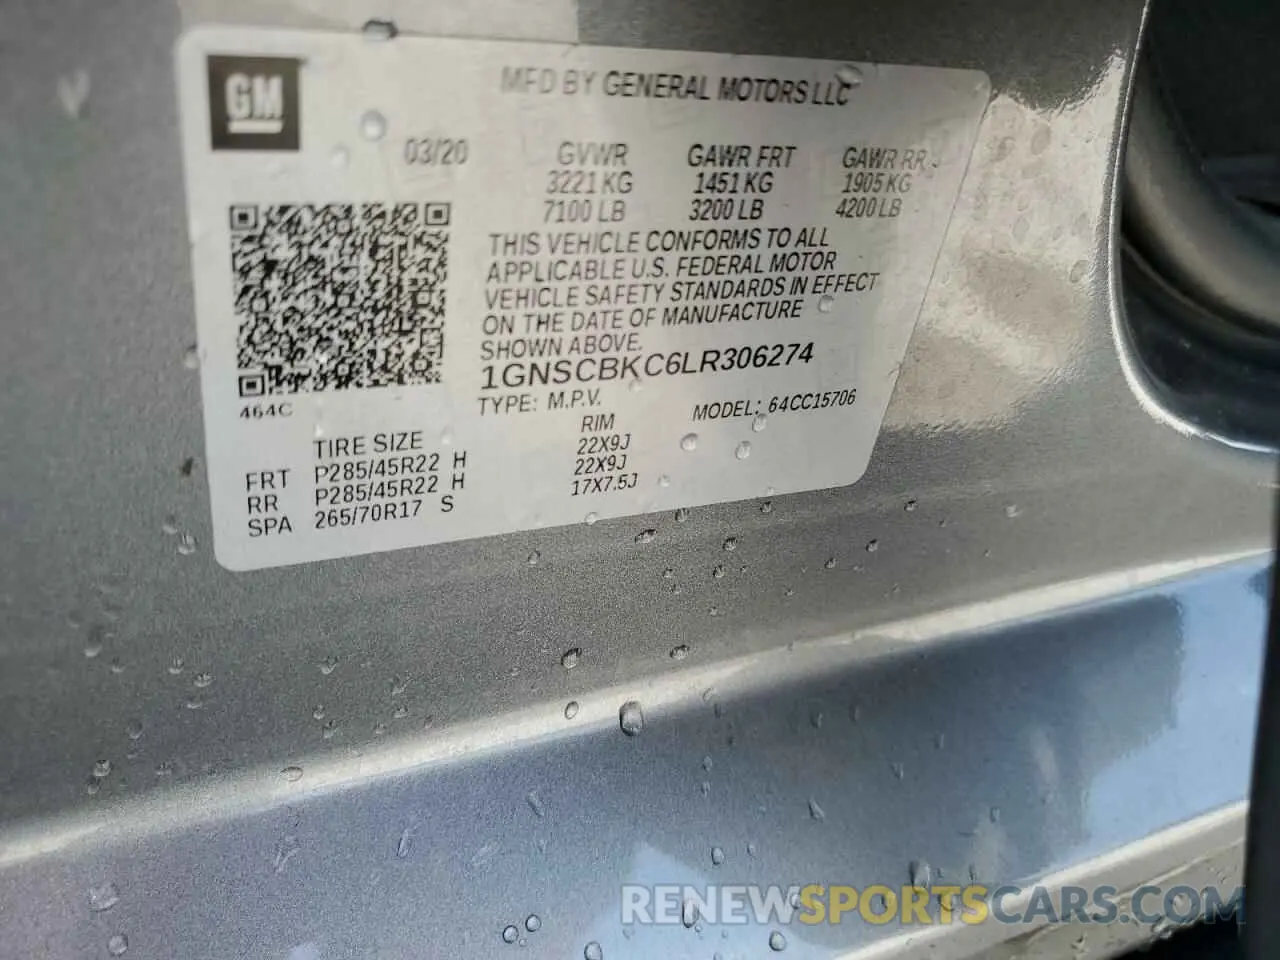 GM
MFD BY GENERAL MOTORS LLC
03/20 GVWR GAWR FRT GAWR RR
3221 KG 1451 KG 1905 KG
7100 LB 3200 LB 4200 LB
THIS VEHICLE CONFORMS TO ALL
APPLICABLE U.S. FEDERAL MOTOR
VEHICLE SAFETY STANDARDS IN EFFECT
ON THE DATE OF MANUFACTURE
SHOWN ABOVE.
1GNSCBKC6LR306274
464C
TYPE: M.P.V. MODEL: 64CC15706
TIRE SIZE RIM
FRT P285/45R22 H 22X9J
RR P285/45R22 H 22X9J
SPA 265/70R17 S 17X7.5J
RENEWSPORTSCARS.COM